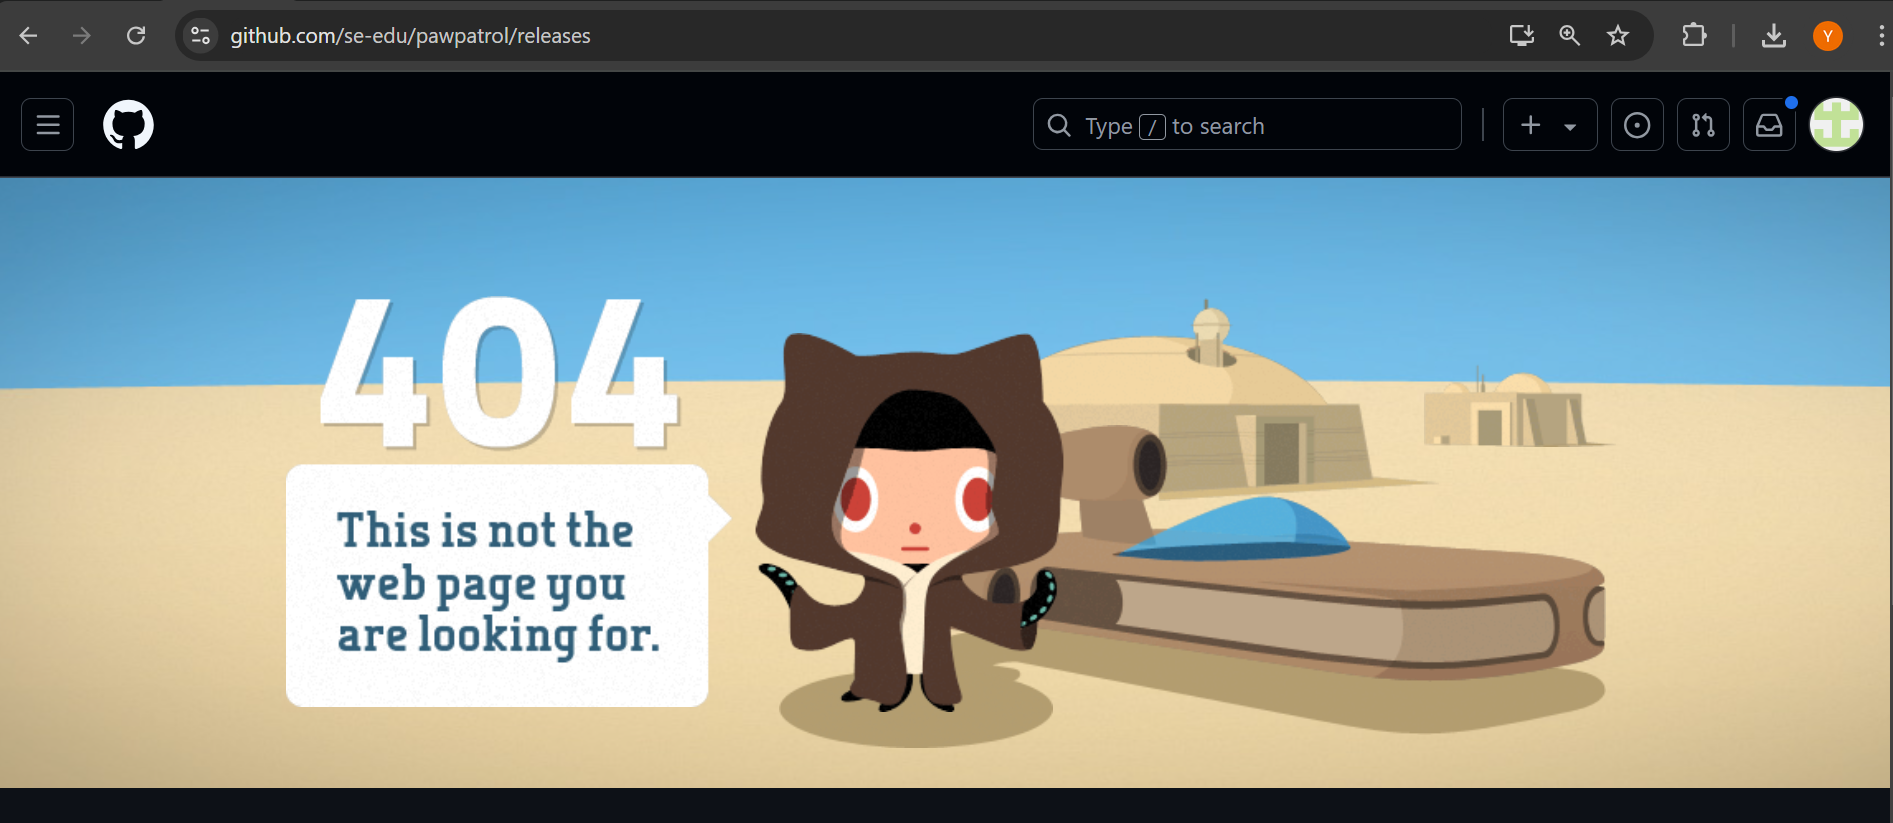 github.com/se-edu/pawpatrol/releases
Y
Type / to search
404
This is not the
web page you
are looking for.